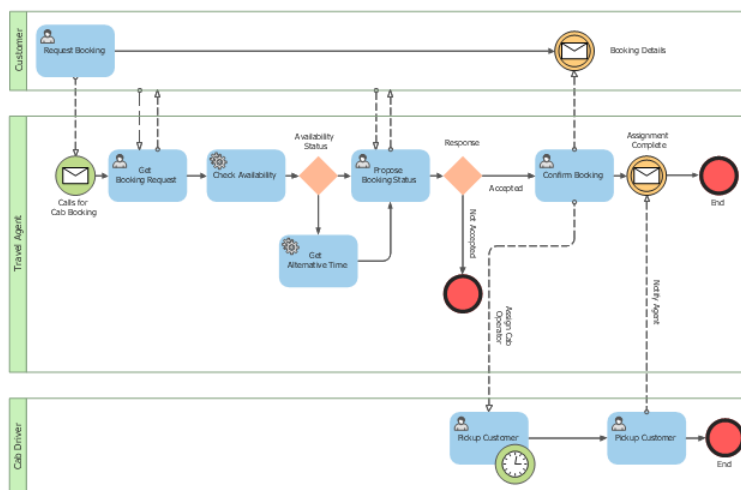 Customer
Request Booking
Booking Details
Travel Agent
Calls for
Cab Booking
Get
Booking Request
Check Availability
Availability
Status
Get
Alternative Time
Propose
Booking Status
Response
Accepted
Not Accepted
Confirm Booking
Assignment
Complete
End
Assign Cab
Operator
Notify Agent
Cab Driver
Pickup Customer
Pickup Customer
End